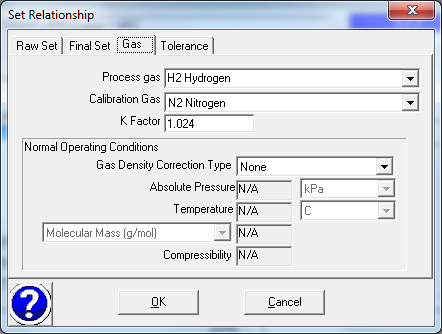 Set Relationship
Raw Set Final Set Gas Tolerance
Process gas H2 Hydrogen
Calibration Gas N2 Nitrogen
K Factor 1.024
Normal Operating Conditions
Gas Density Correction Type None
Absolute Pressure N/A kPa
Temperature N/A C
Molecular Mass (g/mol) N/A
Compressibility N/A
? OK Cancel